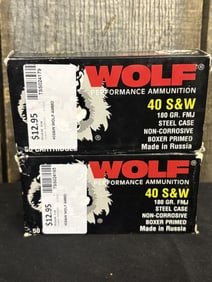 WOLF
PERFORMANCE AMMUNITION
40 S&W
180 GR. FMJ
STEEL CASE
NON-CORROSIVE
BOXER PRIMED
Made in Russia
$12.95
WOLF
PERFORMANCE AMMUNITION
40 S&W
180 GR. FMJ
STEEL CASE
NON-CORROSIVE
BOXER PRIMED
Made in Russia
$12.95
50